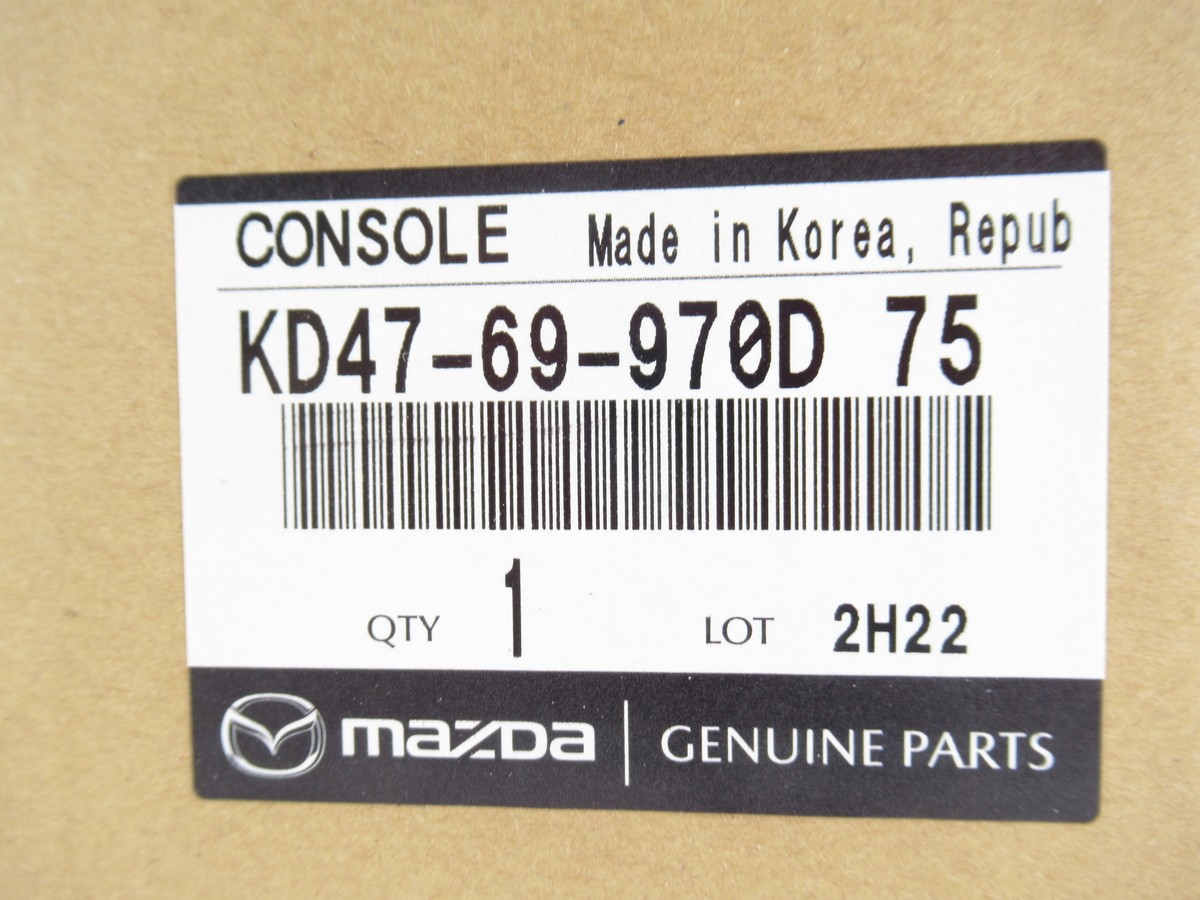 CONSOLE Made in Korea, Repub
KD47-69-970D 75
QTY 1 LOT 2H22
mazda GENUINE PARTS